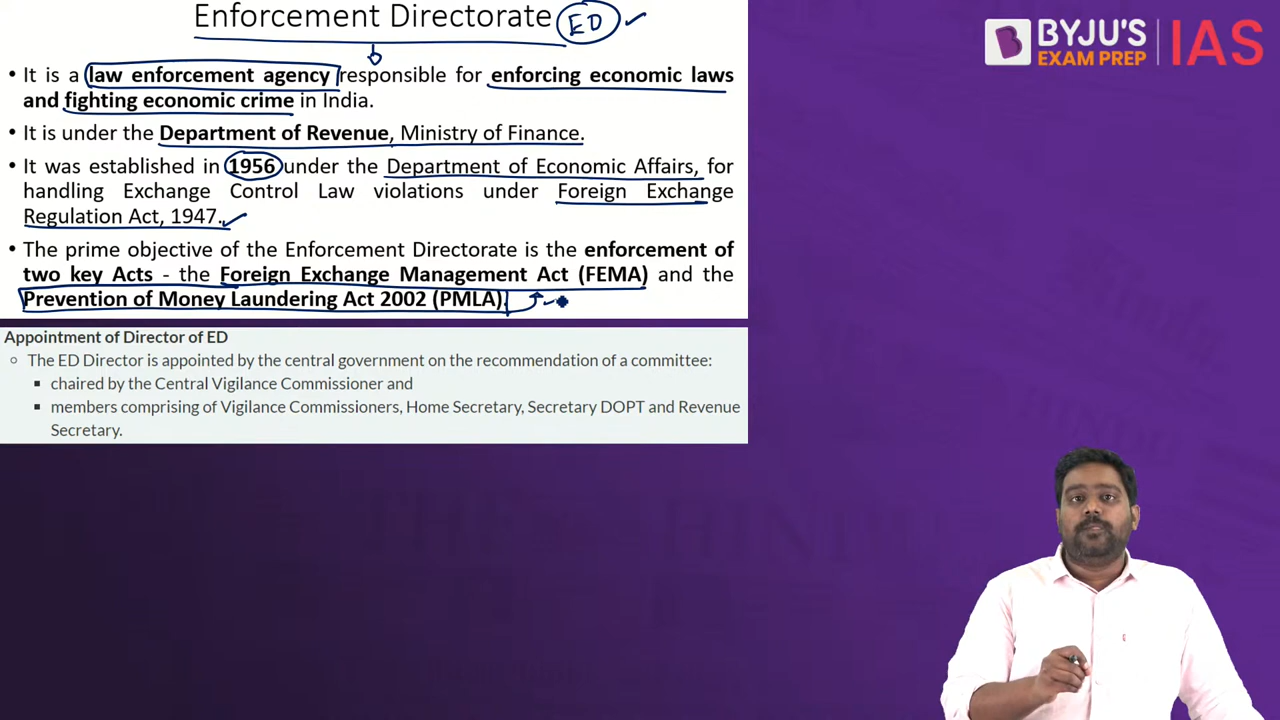 Enforcement Directorate ED
BYJU'S
EXAM PREP
IAS
• It is a law enforcement agency responsible for enforcing economic laws
and fighting economic crime in India.
• It is under the Department of Revenue, Ministry of Finance.
• It was established in 1956 under the Department of Economic Affairs, for
handling Exchange Control Law violations under Foreign Exchange
Regulation Act, 1947.
• The prime objective of the Enforcement Directorate is the enforcement of
two key Acts - the Foreign Exchange Management Act (FEMA) and the
Prevention of Money Laundering Act 2002 (PMLA).
Appointment of Director of ED
○ The ED Director is appointed by the central government on the recommendation of a committee:
▪ chaired by the Central Vigilance Commissioner and
▪ members comprising of Vigilance Commissioners, Home Secretary, Secretary DOPT and Revenue
Secretary.